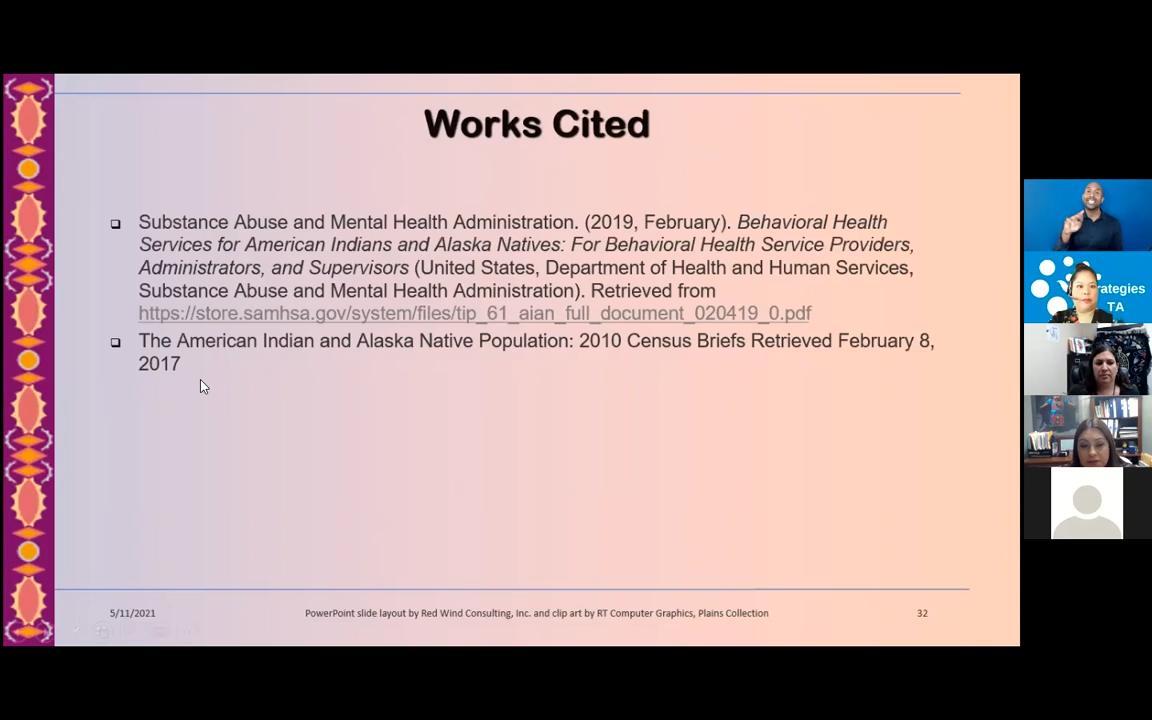 Works Cited
Substance Abuse and Mental Health Administration. (2019, February). Behavioral Health
Services for American Indians and Alaska Natives: For Behavioral Health Service Providers,
Administrators, and Supervisors (United States, Department of Health and Human Services,
Substance Abuse and Mental Health Administration). Retrieved from
https://store.samhsa.gov/system/files/tip_61_aian_full_document_020419_0.pdf
The American Indian and Alaska Native Population: 2010 Census Briefs Retrieved February 8,
2017
5/11/2021
PowerPoint slide layout by Red Wind Consulting, Inc. and clip art by RT Computer Graphics, Plains Collection
32
rategies
TA